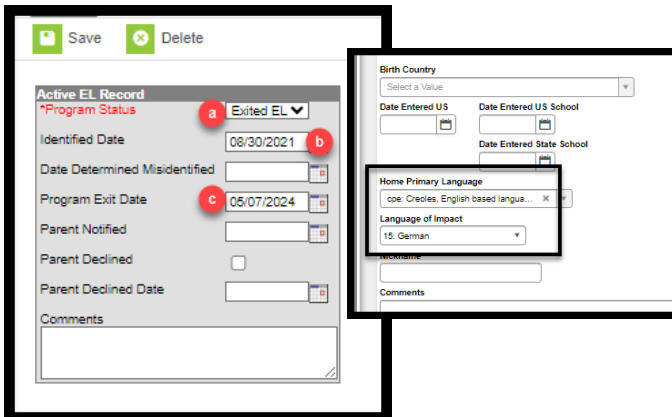 Save
Delete
Active EL Record
*Program Status
a
Exited EL
Identified Date
08/30/2021
b
Date Determined Misidentified
Program Exit Date
c
05/07/2024
Parent Notified
Parent Declined
Parent Declined Date
Comments
Birth Country
Select a Value
Date Entered US
Date Entered US School
Date Entered State School
Home Primary Language
cpe: Creoles, English based langua...
Language of Impact
15: German
Nickname
Comments